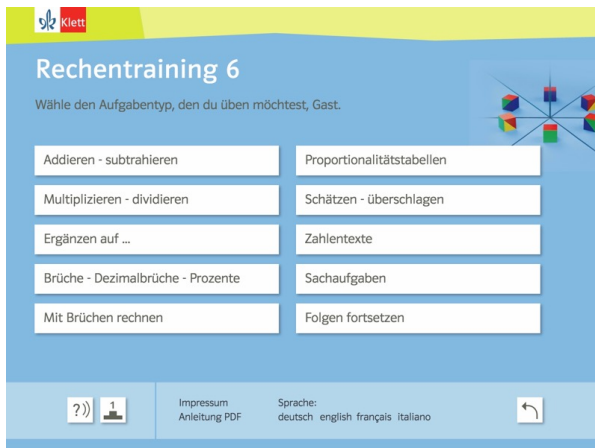 Klett
Rechentraining 6
Wähle den Aufgabentyp, den du üben möchtest, Gast.
Addieren - subtrahieren
Multiplizieren - dividieren
Ergänzen auf ...
Brüche - Dezimalbrüche - Prozente
Mit Brüchen rechnen
Proportionalitätstabellen
Schätzen - überschlagen
Zahlentexte
Sachaufgaben
Folgen fortsetzen
?))
1
Impressum
Anleitung PDF
Sprache:
deutsch english français italiano